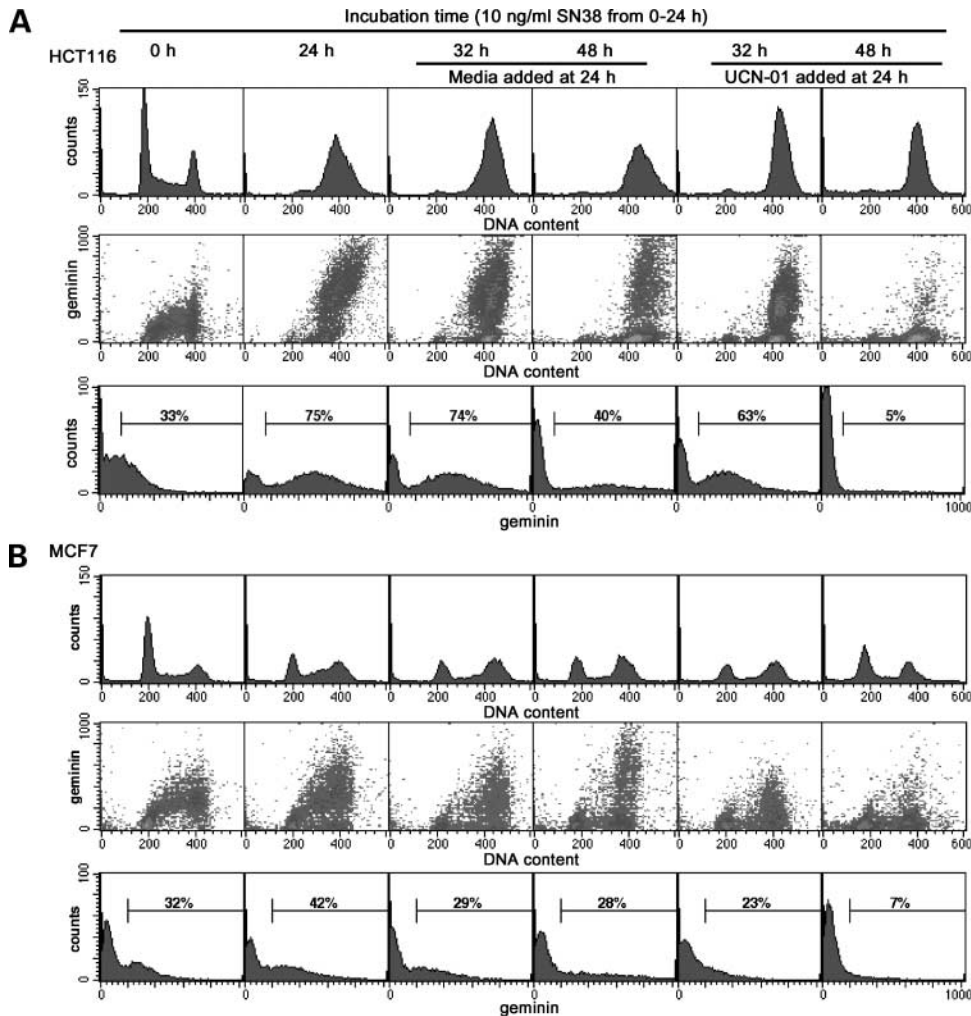 A
Incubation time (10 ng/ml SN38 from 0-24 h)
HCT116
0 h 24 h 32 h 48 h 32 h 48 h
Media added at 24 h UCN-01 added at 24 h
counts 0 150
0 200 400 0 200 400 0 200 400 0 200 400 0 200 400 0 200 400 600
DNA content
geminin 0 1000
0 200 400 0 200 400 0 200 400 0 200 400 0 200 400 0 200 400 600
DNA content
counts 0 100
33% 75% 74% 40% 63% 5%
0 0 0 0 0 0 1000
geminin
B
MCF7
counts 0 150
0 200 400 0 200 400 0 200 400 0 200 400 0 200 400 0 200 400 600
DNA content
geminin 0 1000
0 200 400 0 200 400 0 200 400 0 200 400 0 200 400 0 200 400 600
DNA content
counts 0 100
32% 42% 29% 28% 23% 7%
0 0 0 0 0 0 1000
geminin